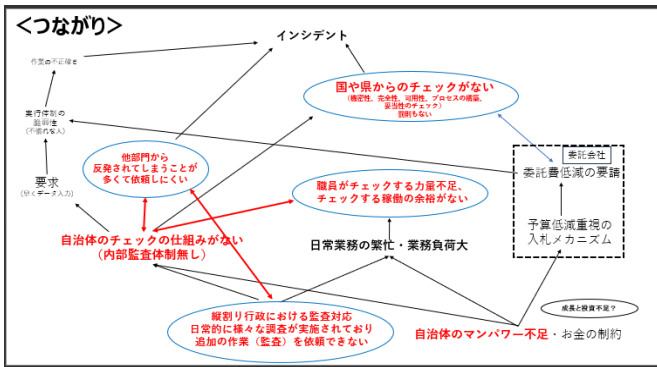 <つながり>
インシデント
作業の不正確さ
国や県からのチェックがない
(機密性、完全性、可用性、プロセスの構築、
妥当性のチェック)
罰則もない
実行体制の
脆弱性
(不慣れな人)
他部門から
反発されてしまうことが
多くて依頼しにくい
委託会社
委託費低減の要請
要求
(早くデータ入力)
職員がチェックする力量不足、
チェックする稼働の余裕がない
予算低減重視の
入札メカニズム
自治体のチェックの仕組みがない
(内部監査体制無し)
日常業務の繁忙・業務負荷大
成長と投資不足?
縦割り行政における監査対応
日常的に様々な調査が実施されており
追加の作業（監査）を依頼できない
自治体のマンパワー不足・お金の制約